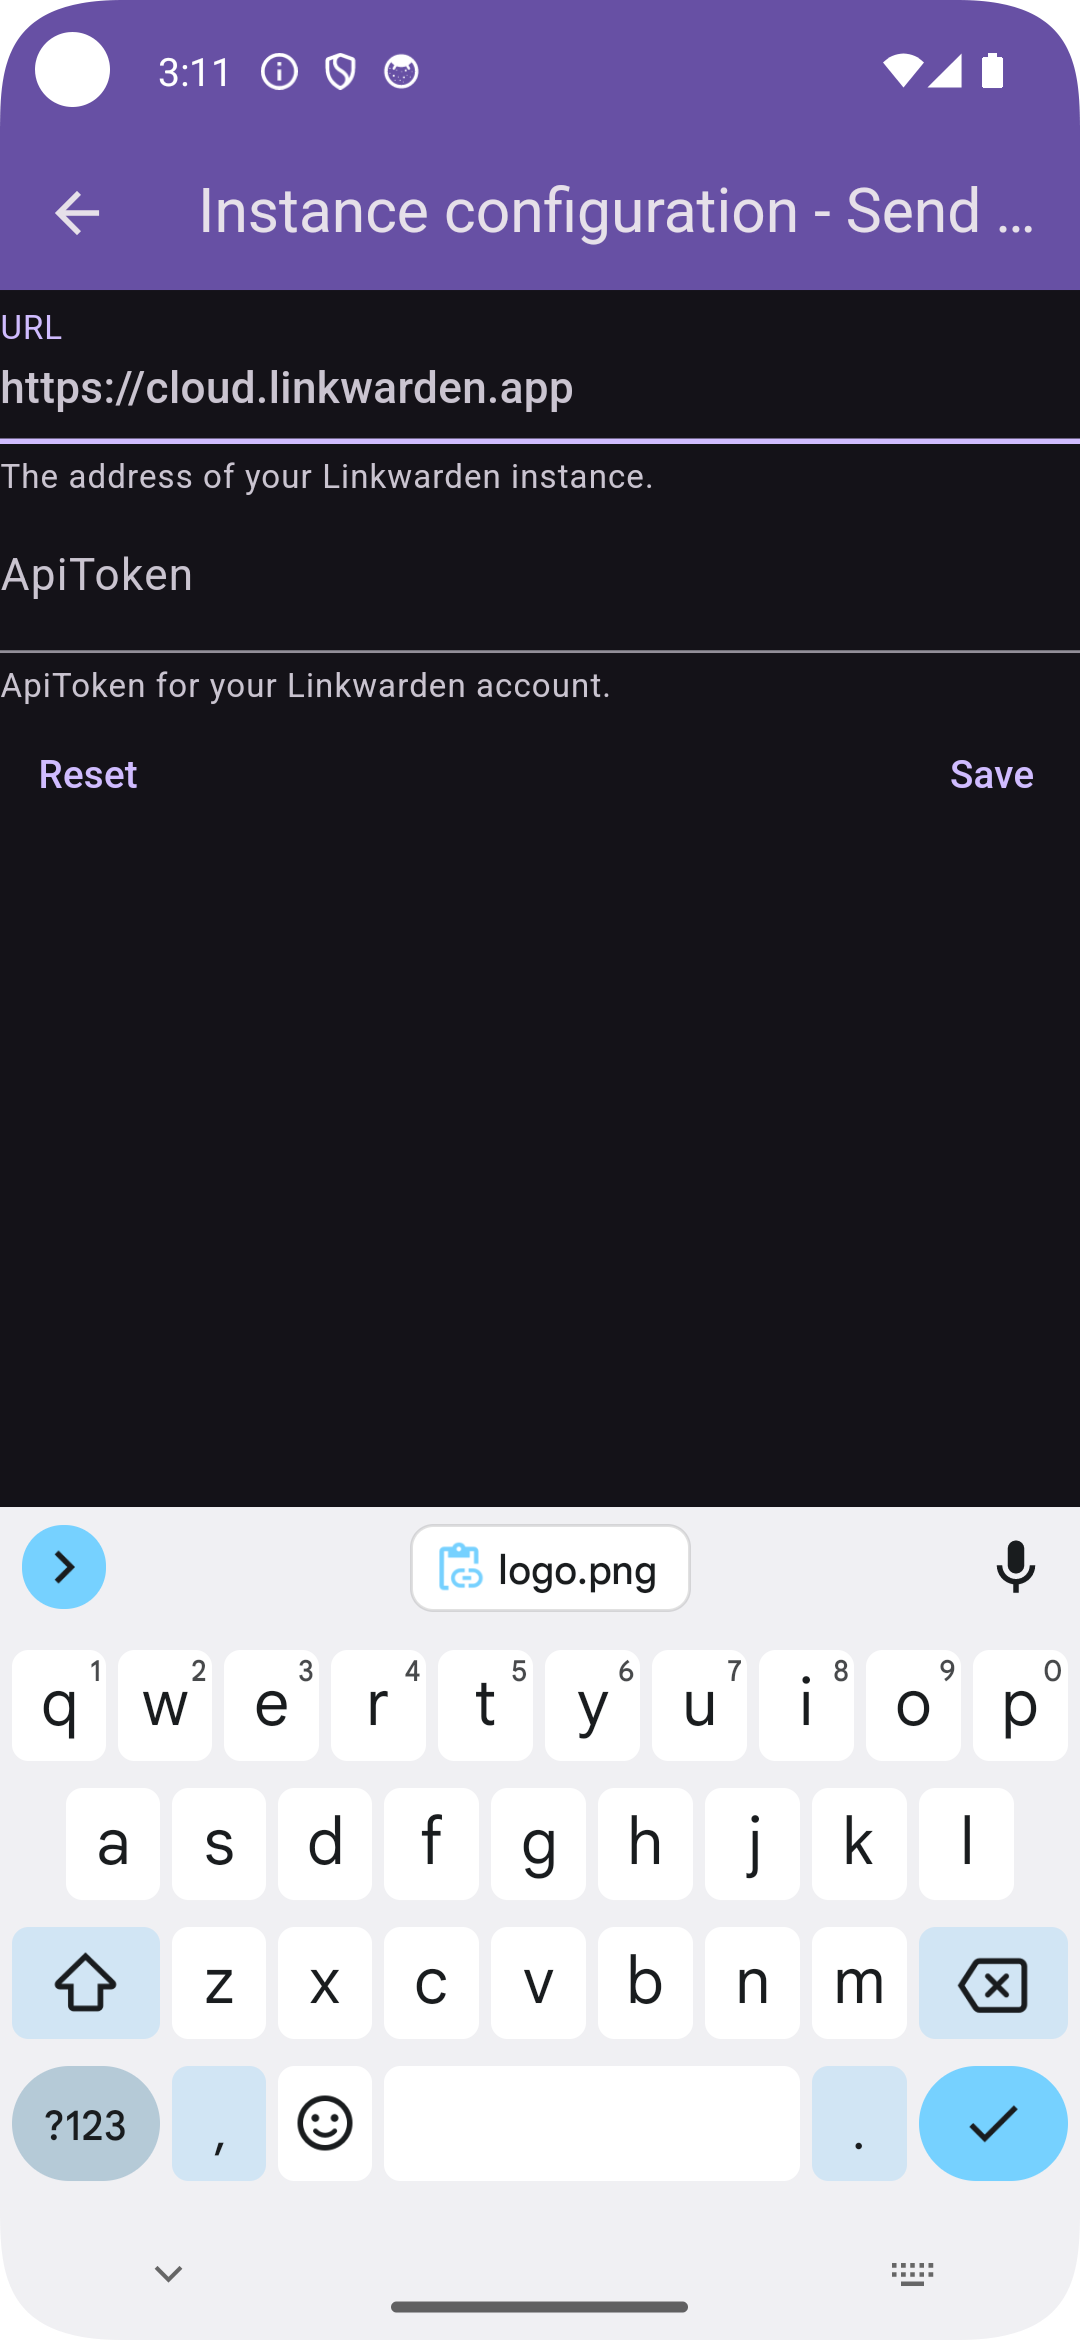 3:11
Instance configuration - Send ...
URL
https://cloud.linkwarden.app
The address of your Linkwarden instance.
ApiToken
ApiToken for your Linkwarden account.
Reset Save
logo.png
q 1 w 2 e 3 r 4 t 5 y 6 u 7 i 8 o 9 p 0
a s d f g h j k l
z x c v b n m
?123 , .